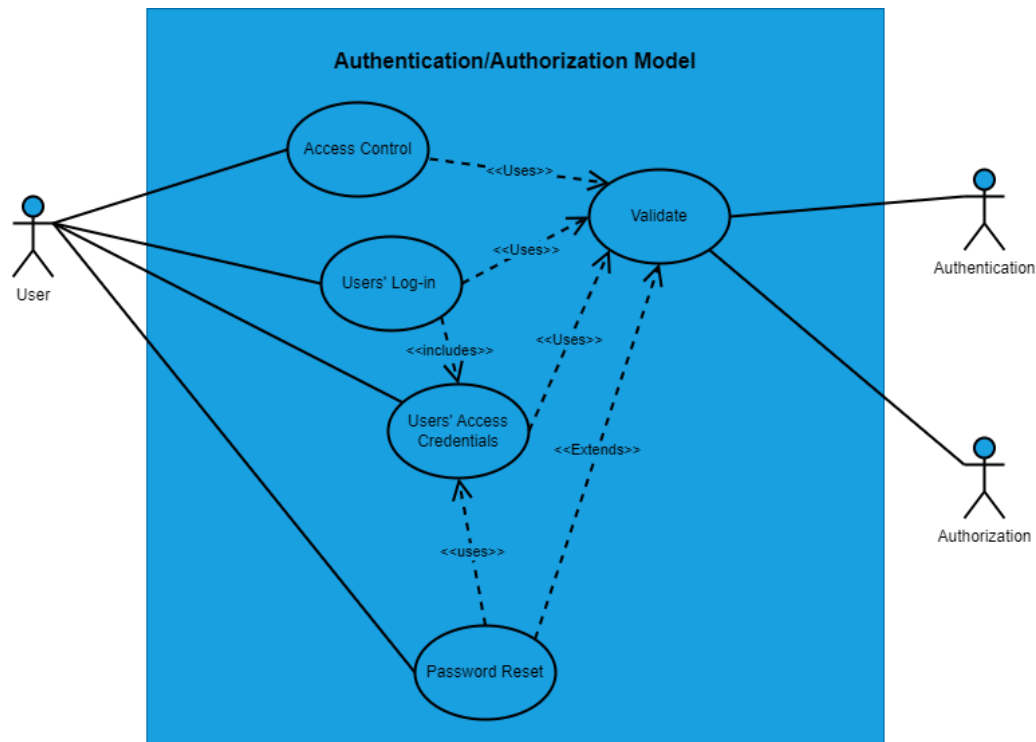 Authentication/Authorization Model
Access Control
<<Uses>>
Validate
User
Users' Log-in
<<Uses>>
Authentication
<<includes>>
<<Uses>>
Users' Access
Credentials
<<Extends>>
Authorization
<<uses>>
Password Reset